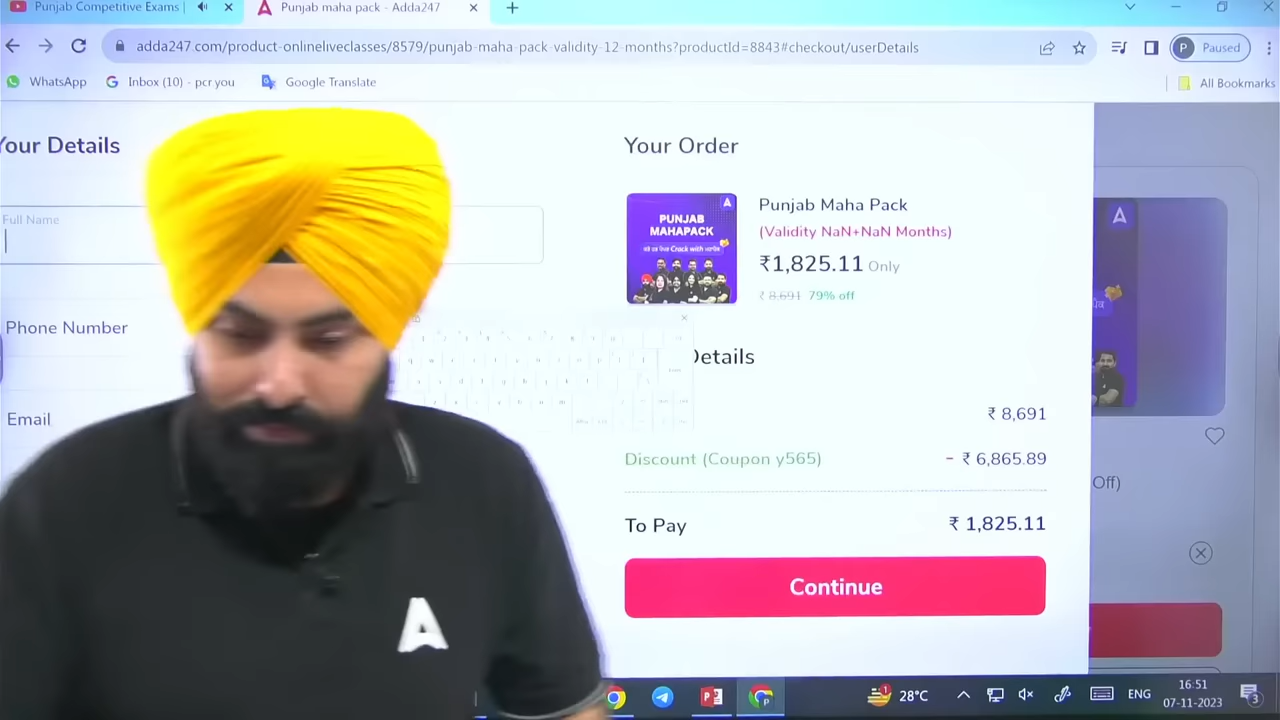 Punjab Competitive Exams |
Punjab maha pack - Adda247
adda247.com/product-onlineliveclasses/8579/punjab-maha-pack-validity-12-months?productId=8843#checkout/userDetails
P Paused
WhatsApp
Inbox (10) - pcr you
Google Translate
All Bookmarks
Your Details
Full Name
Phone Number
Email
Your Order
PUNJAB
MAHAPACK
Crack with
Punjab Maha Pack
(Validity NaN+NaN Months)
₹1,825.11 Only
₹ 8,691 79% off
Details
₹ 8,691
Discount (Coupon y565) - ₹ 6,865.89
To Pay ₹ 1,825.11
Continue
Off)
A
28°C
ENG
16:51
07-11-2023